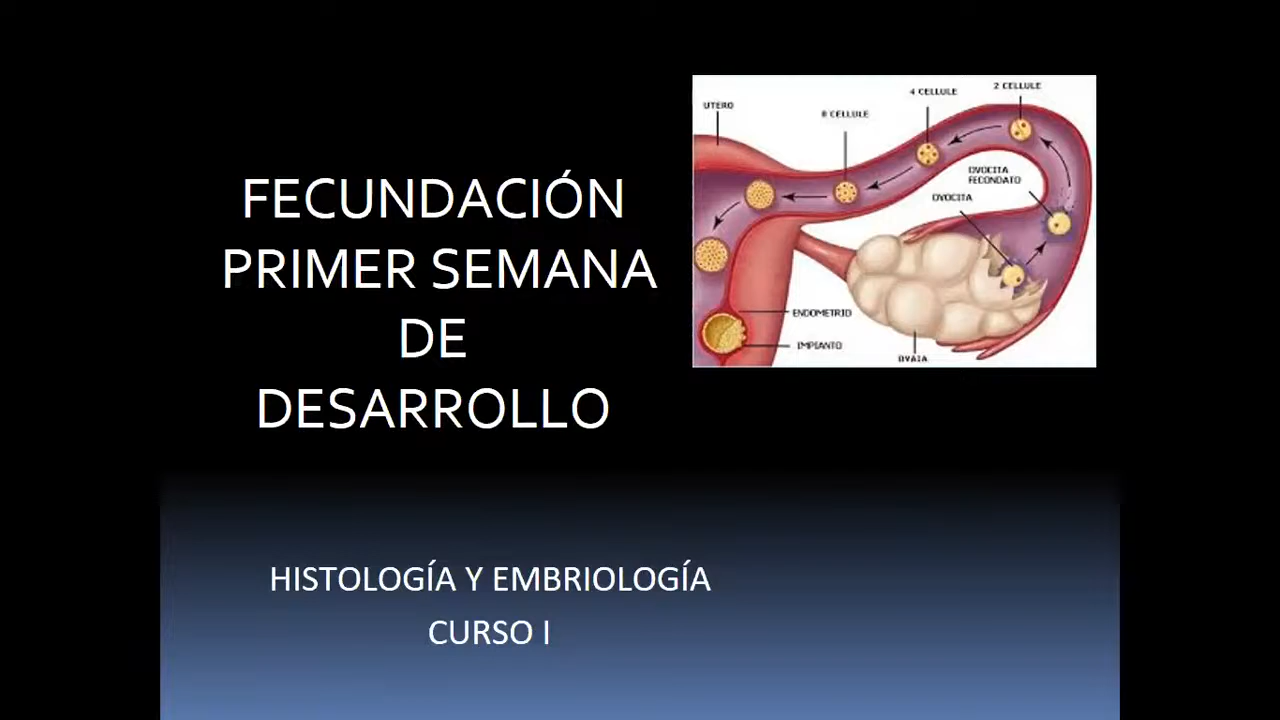 FECUNDACIÓN
PRIMER SEMANA
DE
DESARROLLO
UTERO
8 CELLULE
4 CELLULE
2 CELLULE
OVOCITA
FECONDATO
OVOCITA
ENDOMETRIO
IMPIANTO
OVAIA
HISTOLOGÍA Y EMBRIOLOGÍA
CURSO I